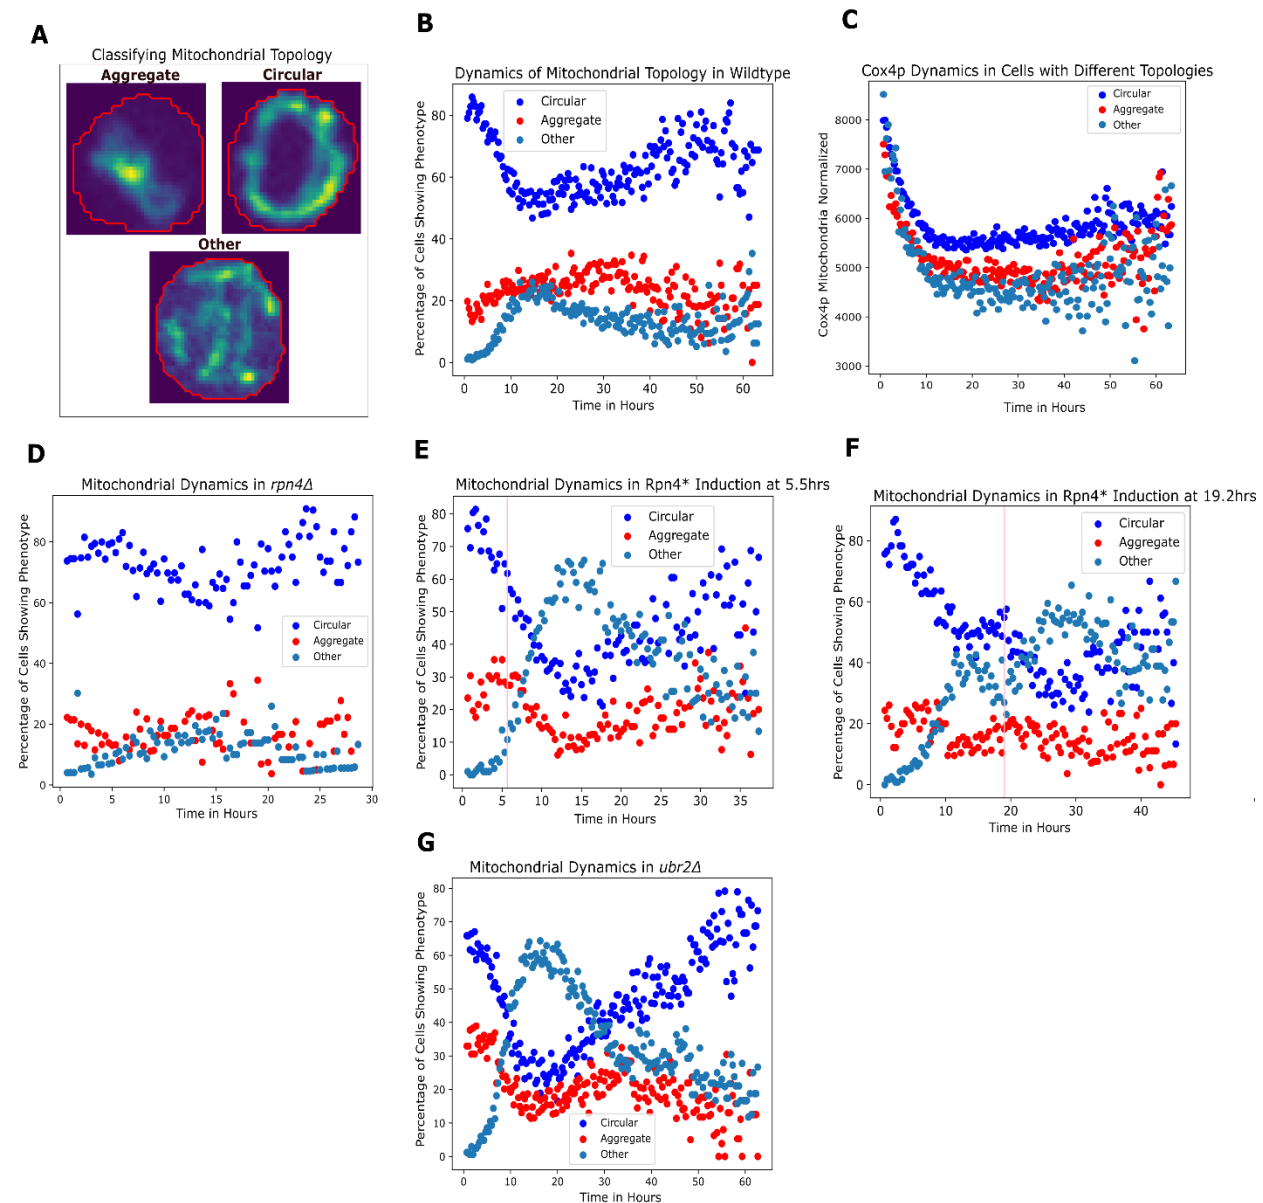 A
Classifying Mitochondrial Topology
Aggregate
Circular
Other
B
Dynamics of Mitochondrial Topology in Wildtype
Circular
Aggregate
Other
Percentage of Cells Showing Phenotype
80
60
40
20
0
0 10 20 30 40 50 60
Time in Hours
C
Cox4p Dynamics in Cells with Different Topologies
Circular
Aggregate
Other
Cox4p Mitochondria Normalized
8000
7000
6000
5000
4000
3000
0 10 20 30 40 50 60
Time in Hours
D
Mitochondrial Dynamics in rpn4Δ
Circular
Aggregate
Other
Percentage of Cells Showing Phenotype
80
60
40
20
0
0 5 10 15 20 25 30
Time in Hours
E
Mitochondrial Dynamics in Rpn4* Induction at 5.5hrs
Circular
Aggregate
Other
Percentage of Cells Showing Phenotype
80
70
60
50
40
30
20
10
0
0 5 10 15 20 25 30 35
Time in Hours
F
Mitochondrial Dynamics in Rpn4* Induction at 19.2hrs
Circular
Aggregate
Other
Percentage of Cells Showing Phenotype
80
60
40
20
0
0 10 20 30 40
Time in Hours
G
Mitochondrial Dynamics in ubr2Δ
Circular
Aggregate
Other
Percentage of Cells Showing Phenotype
80
70
60
50
40
30
20
10
0
0 10 20 30 40 50 60
Time in Hours